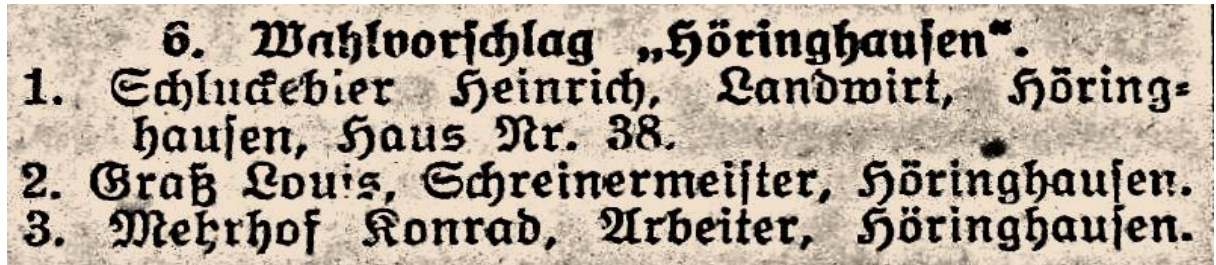 6. Wahlvorschlag „Höringhausen“.
1. Schluckebier Heinrich, Landwirt, Höring-
hausen, Haus Nr. 38.
2. Graß Louis, Schreinermeister, Höringhausen.
3. Mehrhof Konrad, Arbeiter, Höringhausen.